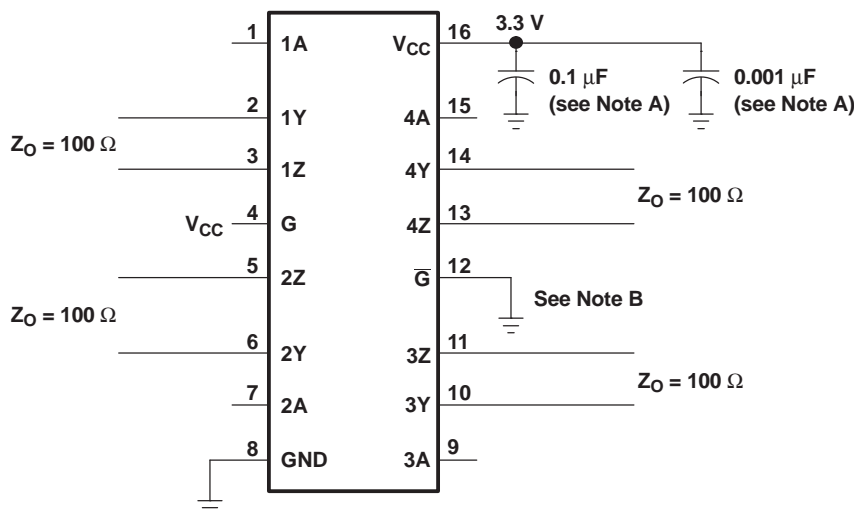 1 1A VCC 16 3.3 V
0.1 μF
(see Note A)
0.001 μF
(see Note A)
2 1Y 4A 15
ZO = 100 Ω
3 1Z 4Y 14
ZO = 100 Ω
VCC 4 G 4Z 13
5 2Z G̅ 12
See Note B
ZO = 100 Ω
6 2Y 3Z 11
ZO = 100 Ω
7 2A 3Y 10
8 GND 3A 9